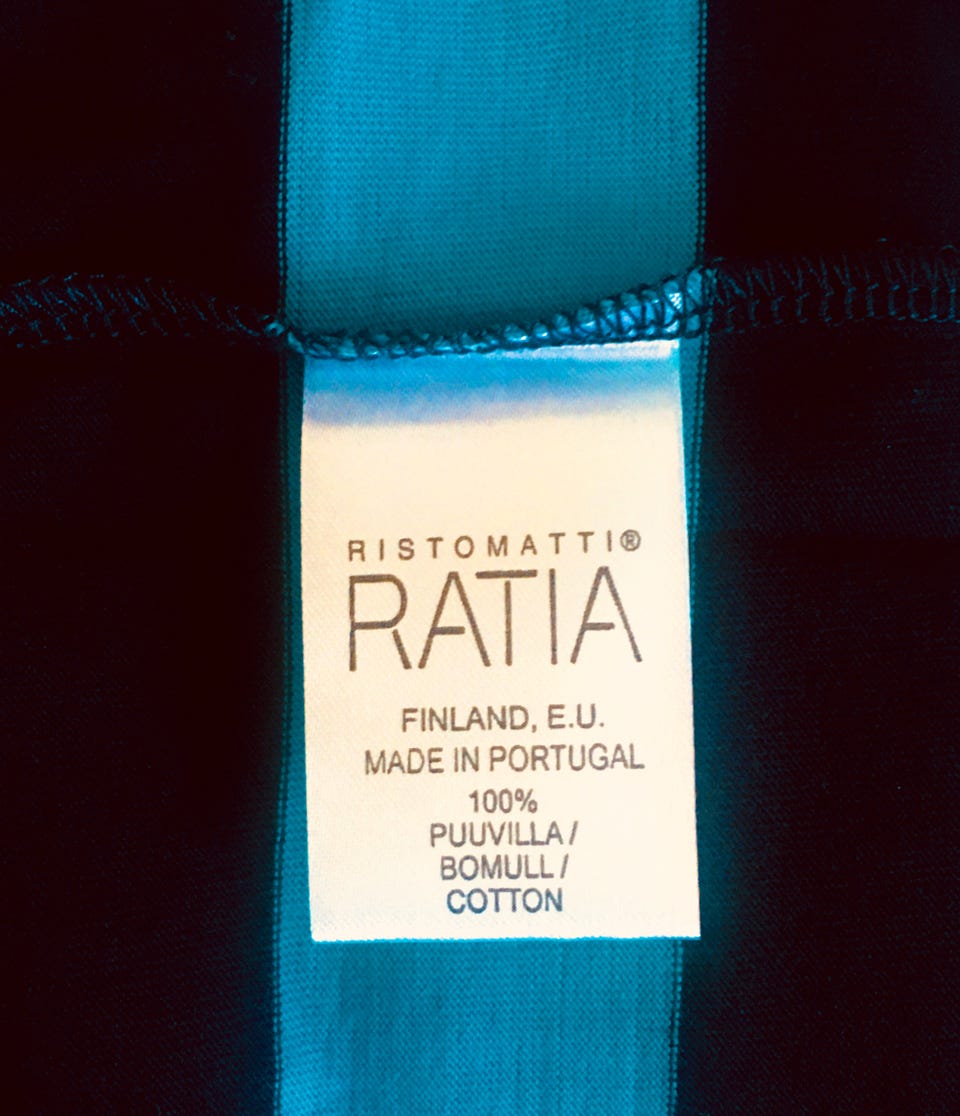 RISTOMATTI®
RATIA
FINLAND, E.U.
MADE IN PORTUGAL
100%
PUUVILLA/
BOMULL/
COTTON